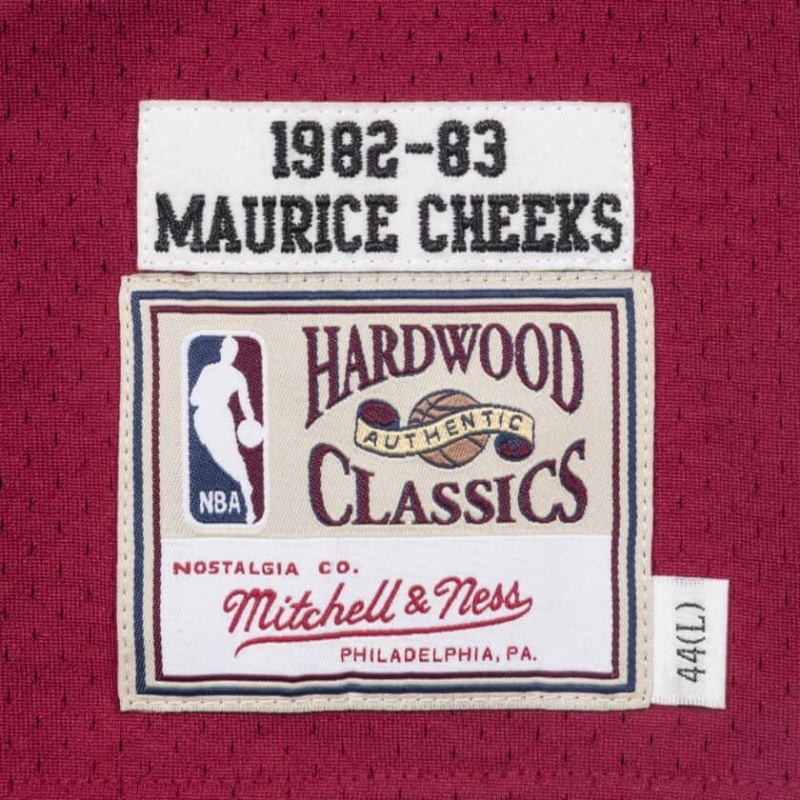 1982-83
MAURICE CHEEKS
HARDWOOD
AUTHENTIC
CLASSICS
NBA
NOSTALGIA CO.
Mitchell & Ness
PHILADELPHIA, PA.
44(L)